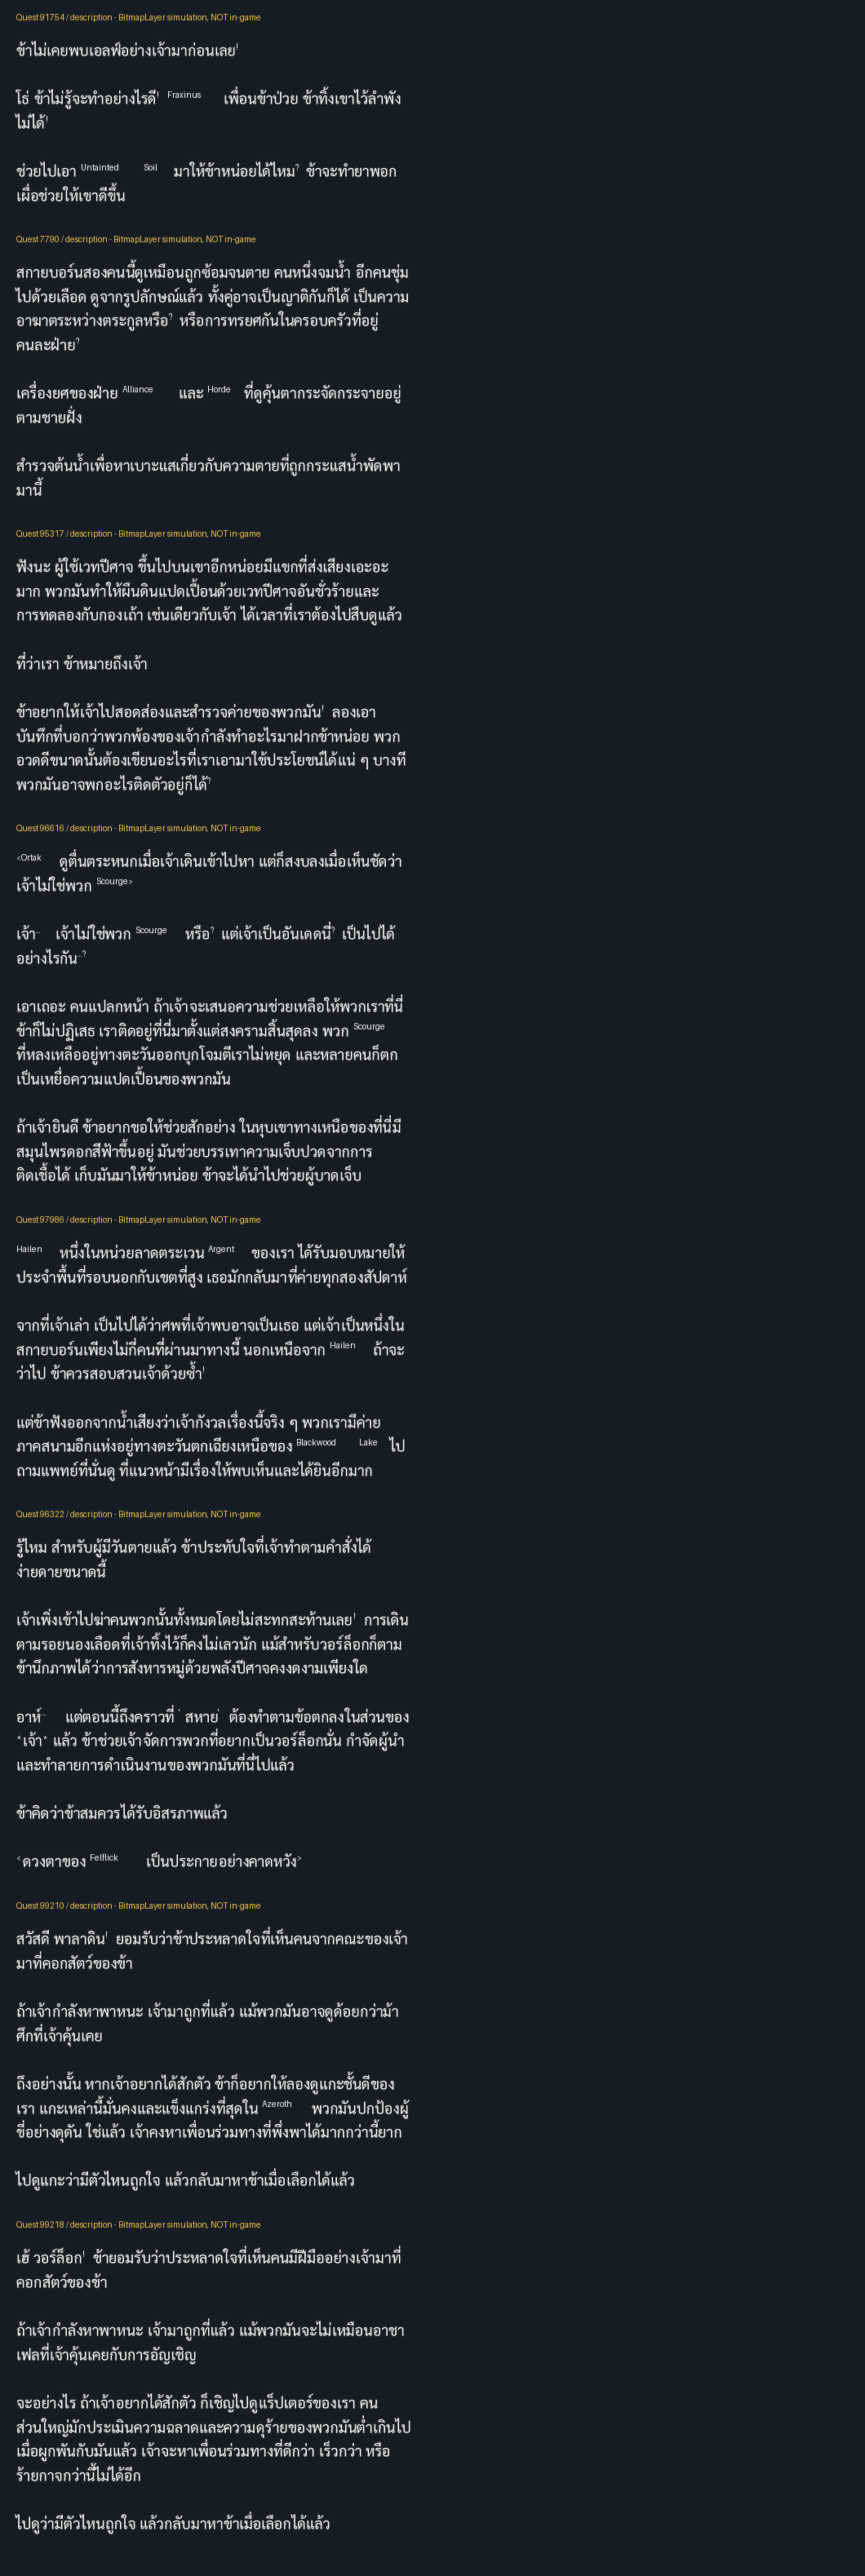 Quest 91754 / description - BitmapLayer simulation, NOT in-game
ข้าไม่เคยพบเอลฟ์อย่างเจ้ามาก่อนเลย!
โธ่ ข้าไม่รู้จะทำอย่างไรดี! Fraxinus เพื่อนข้าป่วย ข้าทิ้งเขาไว้ลำพัง
ไม่ได้!
ช่วยไปเอา Untainted Soil มาให้ข้าหน่อยได้ไหม? ข้าจะทำยาพอก
เผื่อช่วยให้เขาดีขึ้น
Quest 7790 / description - BitmapLayer simulation, NOT in-game
สกายบอร์นสองคนนี้ดูเหมือนถูกซ้อมจนตาย คนหนึ่งจมน้ำ อีกคนชุ่ม
ไปด้วยเลือด ดูจากรูปลักษณ์แล้ว ทั้งคู่อาจเป็นญาติกันก็ได้ เป็นความ
อาฆาตระหว่างตระกูลหรือ? หรือการทรยศกันในครอบครัวที่อยู่
คนละฝ่าย?
เครื่องยศของฝ่าย Alliance และ Horde ที่ดูคุ้นตากระจัดกระจายอยู่
ตามชายฝั่ง
สำรวจต้นน้ำเพื่อหาเบาะแสเกี่ยวกับความตายที่ถูกกระแสน้ำพัดพา
มานี้
Quest 95317 / description - BitmapLayer simulation, NOT in-game
ฟังนะ ผู้ใช้เวทปีศาจ ขึ้นไปบนเขาอีกหน่อยมีแขกที่ส่งเสียงเอะอะ
มาก พวกมันทำให้ผืนดินแปดเปื้อนด้วยเวทปีศาจอันชั่วร้ายและ
การทดลองกับกองเถ้า เช่นเดียวกับเจ้า ได้เวลาที่เราต้องไปสืบดูแล้ว
ที่ว่าเรา ข้าหมายถึงเจ้า
ข้าอยากให้เจ้าไปสอดส่องและสำรวจค่ายของพวกมัน! ลองเอา
บันทึกที่บอกว่าพวกพ้องของเจ้ากำลังทำอะไรมาฝากข้าหน่อย พวก
อวดดีขนาดนั้นต้องเขียนอะไรที่เราเอามาใช้ประโยชน์ได้แน่ ๆ บางที
พวกมันอาจพกอะไรติดตัวอยู่ก็ได้?
Quest 96616 / description - BitmapLayer simulation, NOT in-game
<Ortak ดูตื่นตระหนกเมื่อเจ้าเดินเข้าไปหา แต่ก็สงบลงเมื่อเห็นชัดว่า
เจ้าไม่ใช่พวก Scourge>
เจ้า... เจ้าไม่ใช่พวก Scourge หรือ? แต่เจ้าเป็นอันเดดนี่? เป็นไปได้
อย่างไรกัน...?
เอาเถอะ คนแปลกหน้า ถ้าเจ้าจะเสนอความช่วยเหลือให้พวกเราที่นี่
ข้าก็ไม่ปฏิเสธ เราติดอยู่ที่นี่มาตั้งแต่สงครามสิ้นสุดลง พวก Scourge
ที่หลงเหลืออยู่ทางตะวันออกบุกโจมตีเราไม่หยุด และหลายคนก็ตก
เป็นเหยื่อความแปดเปื้อนของพวกมัน
ถ้าเจ้ายินดี ข้าอยากขอให้ช่วยสักอย่าง ในหุบเขาทางเหนือของที่นี่มี
สมุนไพรดอกสีฟ้าขึ้นอยู่ มันช่วยบรรเทาความเจ็บปวดจากการ
ติดเชื้อได้ เก็บมันมาให้ข้าหน่อย ข้าจะได้นำไปช่วยผู้บาดเจ็บ
Quest 97986 / description - BitmapLayer simulation, NOT in-game
Hailen หนึ่งในหน่วยลาดตระเวน Argent ของเรา ได้รับมอบหมายให้
ประจำพื้นที่รอบนอกกับเขตที่สูง เธอมักกลับมาที่ค่ายทุกสองสัปดาห์
จากที่เจ้าเล่า เป็นไปได้ว่าศพที่เจ้าพบอาจเป็นเธอ แต่เจ้าเป็นหนึ่งใน
สกายบอร์นเพียงไม่กี่คนที่ผ่านมาทางนี้ นอกเหนือจาก Hailen ถ้าจะ
ว่าไป ข้าควรสอบสวนเจ้าด้วยซ้ำ!
แต่ข้าฟังออกจากน้ำเสียงว่าเจ้ากังวลเรื่องนี้จริง ๆ พวกเรามีค่าย
ภาคสนามอีกแห่งอยู่ทางตะวันตกเฉียงเหนือของ Blackwood Lake ไป
ถามแพทย์ที่นั่นดู ที่แนวหน้ามีเรื่องให้พบเห็นและได้ยินอีกมาก
Quest 96322 / description - BitmapLayer simulation, NOT in-game
รู้ไหม สำหรับผู้มีวันตายแล้ว ข้าประทับใจที่เจ้าทำตามคำสั่งได้
ง่ายดายขนาดนี้
เจ้าเพิ่งเข้าไปฆ่าคนพวกนั้นทั้งหมดโดยไม่สะทกสะท้านเลย! การเดิน
ตามรอยนองเลือดที่เจ้าทิ้งไว้ก็คงไม่เลวนัก แม้สำหรับวอร์ล็อกก็ตาม
ข้านึกภาพได้ว่าการสังหารหมู่ด้วยพลังปีศาจคงงดงามเพียงใด
อาห์... แต่ตอนนี้ถึงคราวที่ 'สหาย' ต้องทำตามข้อตกลงในส่วนของ
*เจ้า* แล้ว ข้าช่วยเจ้าจัดการพวกที่อยากเป็นวอร์ล็อกนั่น กำจัดผู้นำ
และทำลายการดำเนินงานของพวกมันที่นี่ไปแล้ว
ข้าคิดว่าข้าสมควรได้รับอิสรภาพแล้ว
<ดวงตาของ Felflick เป็นประกายอย่างคาดหวัง>
Quest 99210 / description - BitmapLayer simulation, NOT in-game
สวัสดี พาลาดิน! ยอมรับว่าข้าประหลาดใจที่เห็นคนจากคณะของเจ้า
มาที่คอกสัตว์ของข้า
ถ้าเจ้ากำลังหาพาหนะ เจ้ามาถูกที่แล้ว แม้พวกมันอาจดูด้อยกว่าม้า
ศึกที่เจ้าคุ้นเคย
ถึงอย่างนั้น หากเจ้าอยากได้สักตัว ข้าก็อยากให้ลองดูแกะชั้นดีของ
เรา แกะเหล่านี้มั่นคงและแข็งแกร่งที่สุดใน Azeroth พวกมันปกป้องผู้
ขี่อย่างดุดัน ใช่แล้ว เจ้าคงหาเพื่อนร่วมทางที่พึ่งพาได้มากกว่านี้ยาก
ไปดูแกะว่ามีตัวไหนถูกใจ แล้วกลับมาหาข้าเมื่อเลือกได้แล้ว
Quest 99218 / description - BitmapLayer simulation, NOT in-game
เฮ้ วอร์ล็อก! ข้ายอมรับว่าประหลาดใจที่เห็นคนมีฝีมืออย่างเจ้ามาที่
คอกสัตว์ของข้า
ถ้าเจ้ากำลังหาพาหนะ เจ้ามาถูกที่แล้ว แม้พวกมันจะไม่เหมือนอาชา
เฟลที่เจ้าคุ้นเคยกับการอัญเชิญ
จะอย่างไร ถ้าเจ้าอยากได้สักตัว ก็เชิญไปดูแร็ปเตอร์ของเรา คน
ส่วนใหญ่มักประเมินความฉลาดและความดุร้ายของพวกมันต่ำเกินไป
เมื่อผูกพันกับมันแล้ว เจ้าจะหาเพื่อนร่วมทางที่ดีกว่า เร็วกว่า หรือ
ร้ายกาจกว่านี้ไม่ได้อีก
ไปดูว่ามีตัวไหนถูกใจ แล้วกลับมาหาข้าเมื่อเลือกได้แล้ว